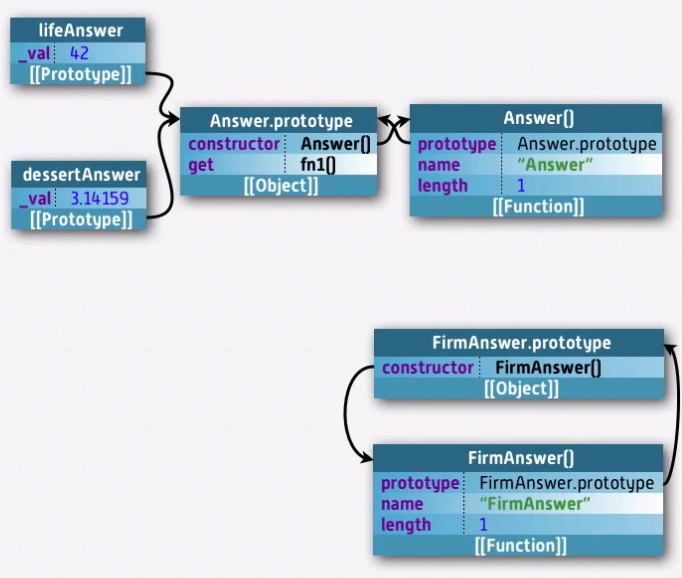 lifeAnswer
_val 42
[[Prototype]]
dessertAnswer
_val 3.14159
[[Prototype]]
Answer.prototype
constructor Answer()
get fn1()
[[Object]]
Answer()
prototype Answer.prototype
name “Answer”
length 1
[[Function]]
FirmAnswer.prototype
constructor FirmAnswer()
[[Object]]
FirmAnswer()
prototype FirmAnswer.prototype
name “FirmAnswer”
length 1
[[Function]]